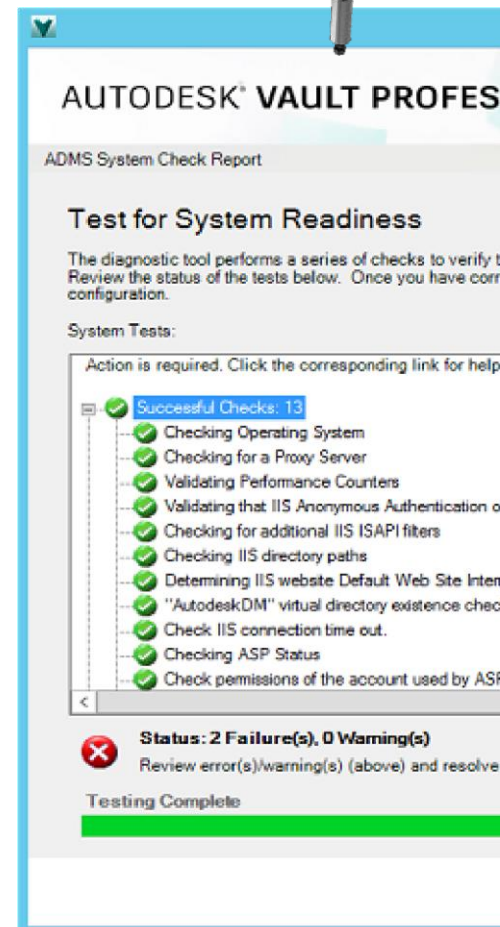 AUTODESK® VAULT PROFES
ADMS System Check Report
Test for System Readiness
The diagnostic tool performs a series of checks to verify t
Review the status of the tests below. Once you have corr
configuration.
System Tests:
Action is required. Click the corresponding link for help
Successful Checks: 13
Checking Operating System
Checking for a Proxy Server
Validating Performance Counters
Validating that IIS Anonymous Authentication o
Checking for additional IIS ISAPI filters
Checking IIS directory paths
Determining IIS website Default Web Site Inter
"AutodeskDM" virtual directory existence chec
Check IIS connection time out.
Checking ASP Status
Check permissions of the account used by ASP
Status: 2 Failure(s), 0 Warning(s)
Review error(s)/warning(s) (above) and resolve
Testing Complete